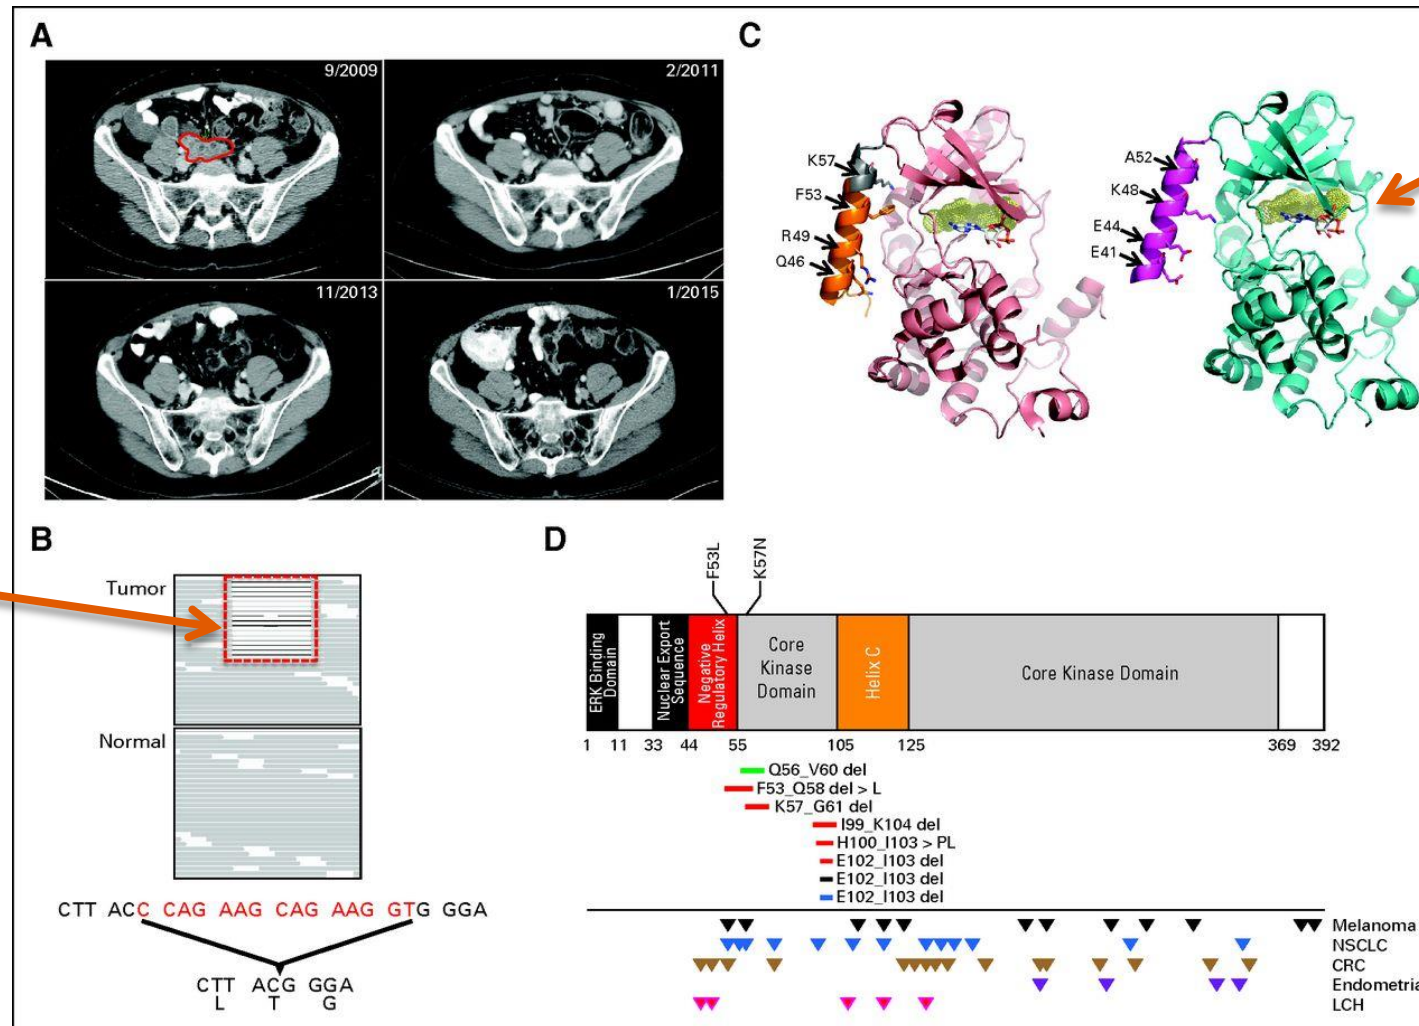 A
9/2009
2/2011
11/2013
1/2015
B
Tumor
Normal
CTT ACC CAG AAG CAG AAG GTG GGA
CTT ACG GGA
L T G
C
K57
F53
R49
Q46
A52
K48
E44
E41
D
F53L
K57N
ERK Binding
Domain
Nuclear Export
Sequence
Negative
Regulatory Helix
Core
Kinase
Domain
Helix C
Core Kinase Domain
1 11 33 44 55 105 125 369 392
Q56_V60 del
F53_Q58 del > L
K57_G61 del
I99_K104 del
H100_I103 > PL
E102_I103 del
E102_I103 del
E102_I103 del
Melanoma
NSCLC
CRC
Endometria
LCH